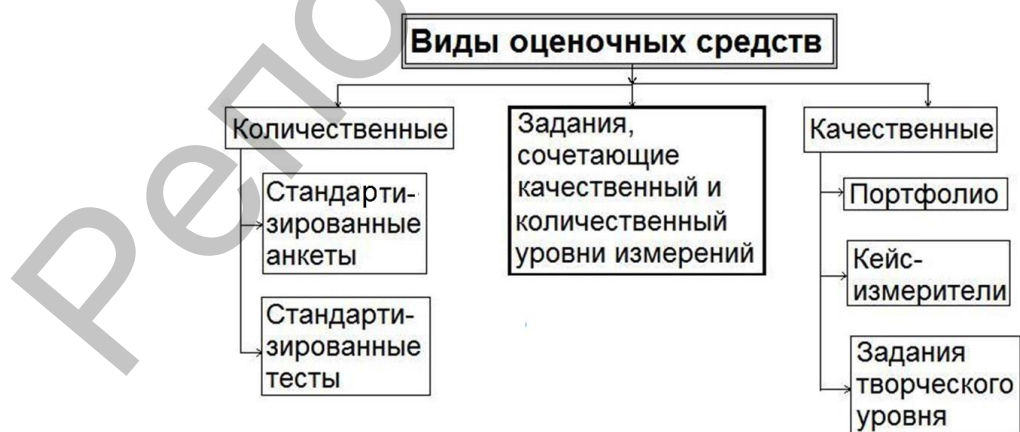 Виды оценочных средств
Количественные
Стандарти-
зированные
анкеты
Стандарти-
зированные
тесты
Задания,
сочетающие
качественный и
количественный
уровни измерений
Качественные
Портфолио
Кейс-
измерители
Задания
творческого
уровня
Репо